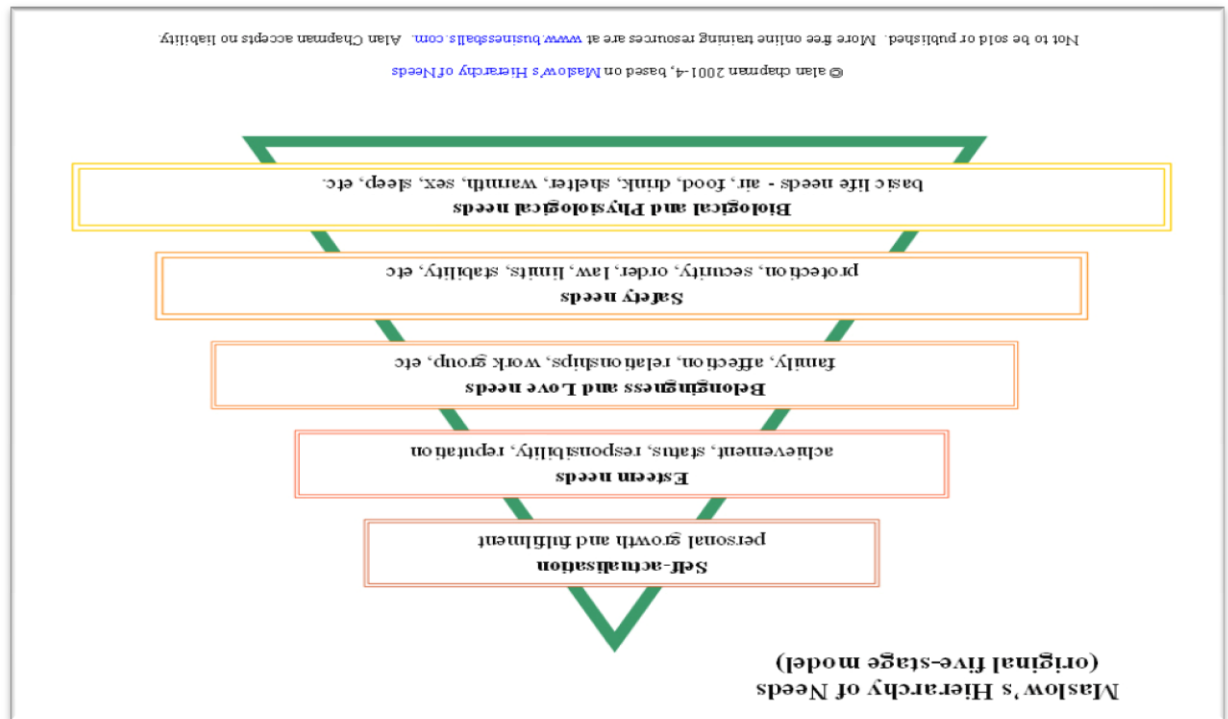 Maslow's Hierarchy of Needs
(original five-stage model)
Self-actualisation
personal growth and fulfilment
Esteem needs
achievement, status, responsibility, reputation
Belongingness and Love needs
family, affection, relationships, work group, etc
Safety needs
protection, security, order, law, limits, stability, etc
Biological and Physiological needs
basic life needs - air, food, drink, shelter, warmth, sex, sleep, etc.
© alan chapman 2001-4, based on Maslow's Hierarchy of Needs
Not to be sold or published. More free online training resources are at www.businessballs.com. Alan Chapman accepts no liability.